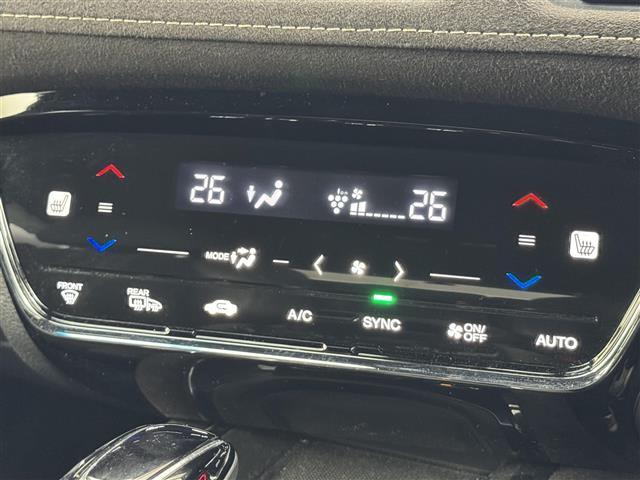 26 26
MODE
FRONT REAR A/C SYNC ON/ AUTO
OFF